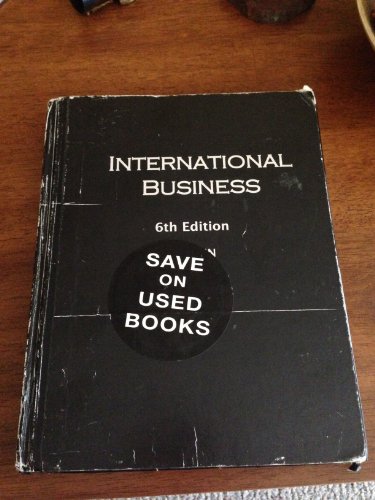 INTERNATIONAL
BUSINESS
6th Edition
SAVE
ON
USED
BOOKS